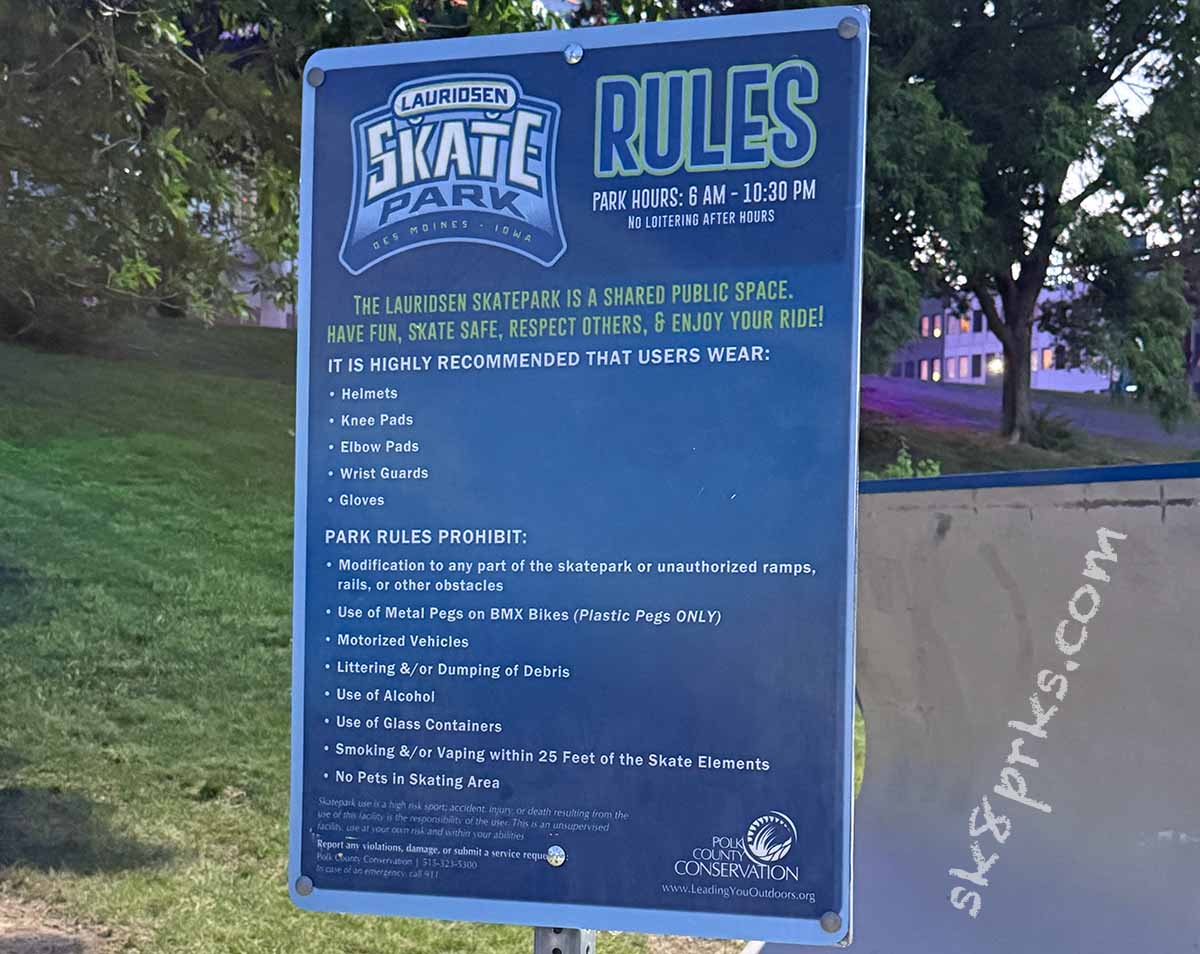 LAURIDSEN
SKATE
PARK
DES MOINES - IOWA
RULES
PARK HOURS: 6 AM - 10:30 PM
NO LOITERING AFTER HOURS
THE LAURIDSEN SKATEPARK IS A SHARED PUBLIC SPACE.
HAVE FUN, SKATE SAFE, RESPECT OTHERS, & ENJOY YOUR RIDE!
IT IS HIGHLY RECOMMENDED THAT USERS WEAR:
• Helmets
• Knee Pads
• Elbow Pads
• Wrist Guards
• Gloves
PARK RULES PROHIBIT:
• Modification to any part of the skatepark or unauthorized ramps,
rails, or other obstacles
• Use of Metal Pegs on BMX Bikes (Plastic Pegs ONLY)
• Motorized Vehicles
• Littering &/or Dumping of Debris
• Use of Alcohol
• Use of Glass Containers
• Smoking &/or Vaping within 25 Feet of the Skate Elements
• No Pets in Skating Area
Skatepark use is a high risk sport; accident, injury, or death resulting from the
use of this facility is the responsibility of the user. This is an unsupervised
facility, use at your own risk and within your abilities.
Report any violations, damage, or submit a service
Polk County Conservation | 515-323-5300
In case of an emergency, call 911
POLK
COUNTY
CONSERVATION
www.LeadingYouOutdoors.org
sk8prks.com